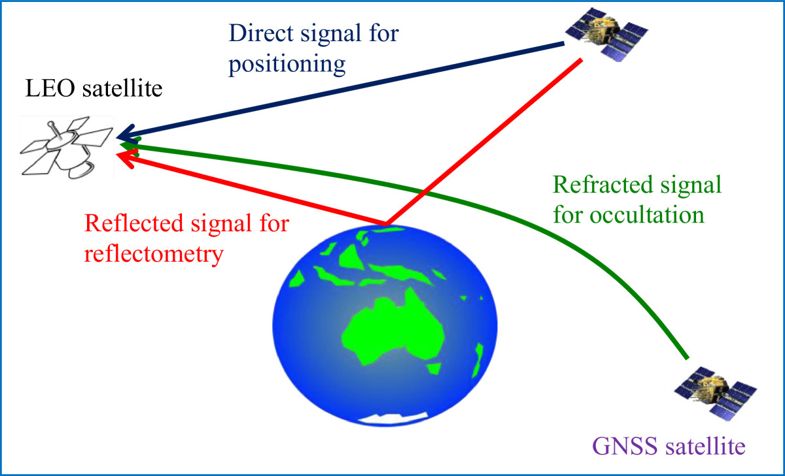 Direct signal for
positioning
LEO satellite
Refracted signal
for occultation
Reflected signal for
reflectometry
GNSS satellite